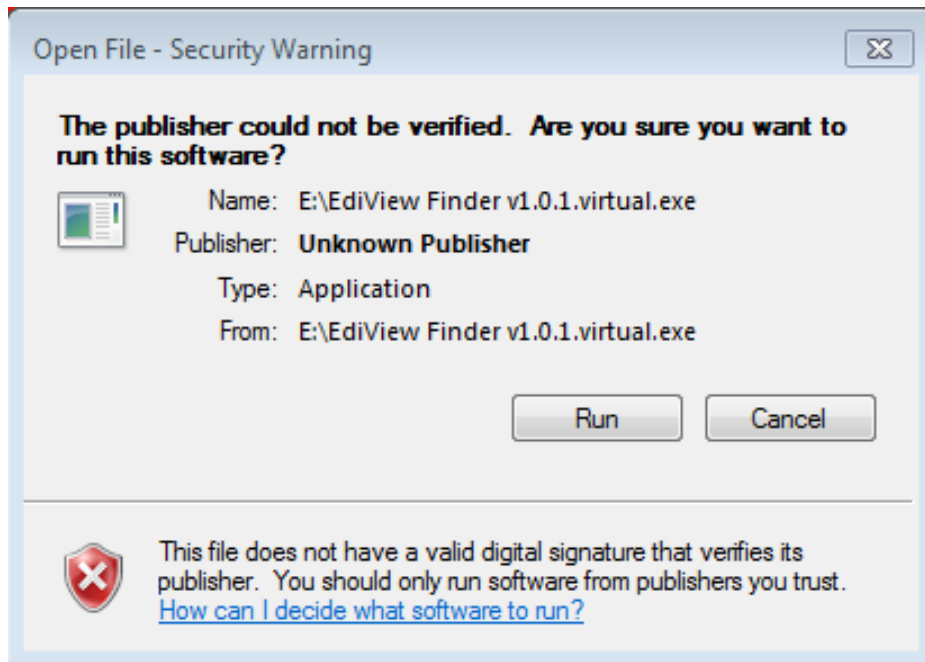 Open File - Security Warning
The publisher could not be verified. Are you sure you want to
run this software?
Name: E:\EdiView Finder v1.0.1.virtual.exe
Publisher: Unknown Publisher
Type: Application
From: E:\EdiView Finder v1.0.1.virtual.exe
Run Cancel
This file does not have a valid digital signature that verifies its
publisher. You should only run software from publishers you trust.
How can I decide what software to run?